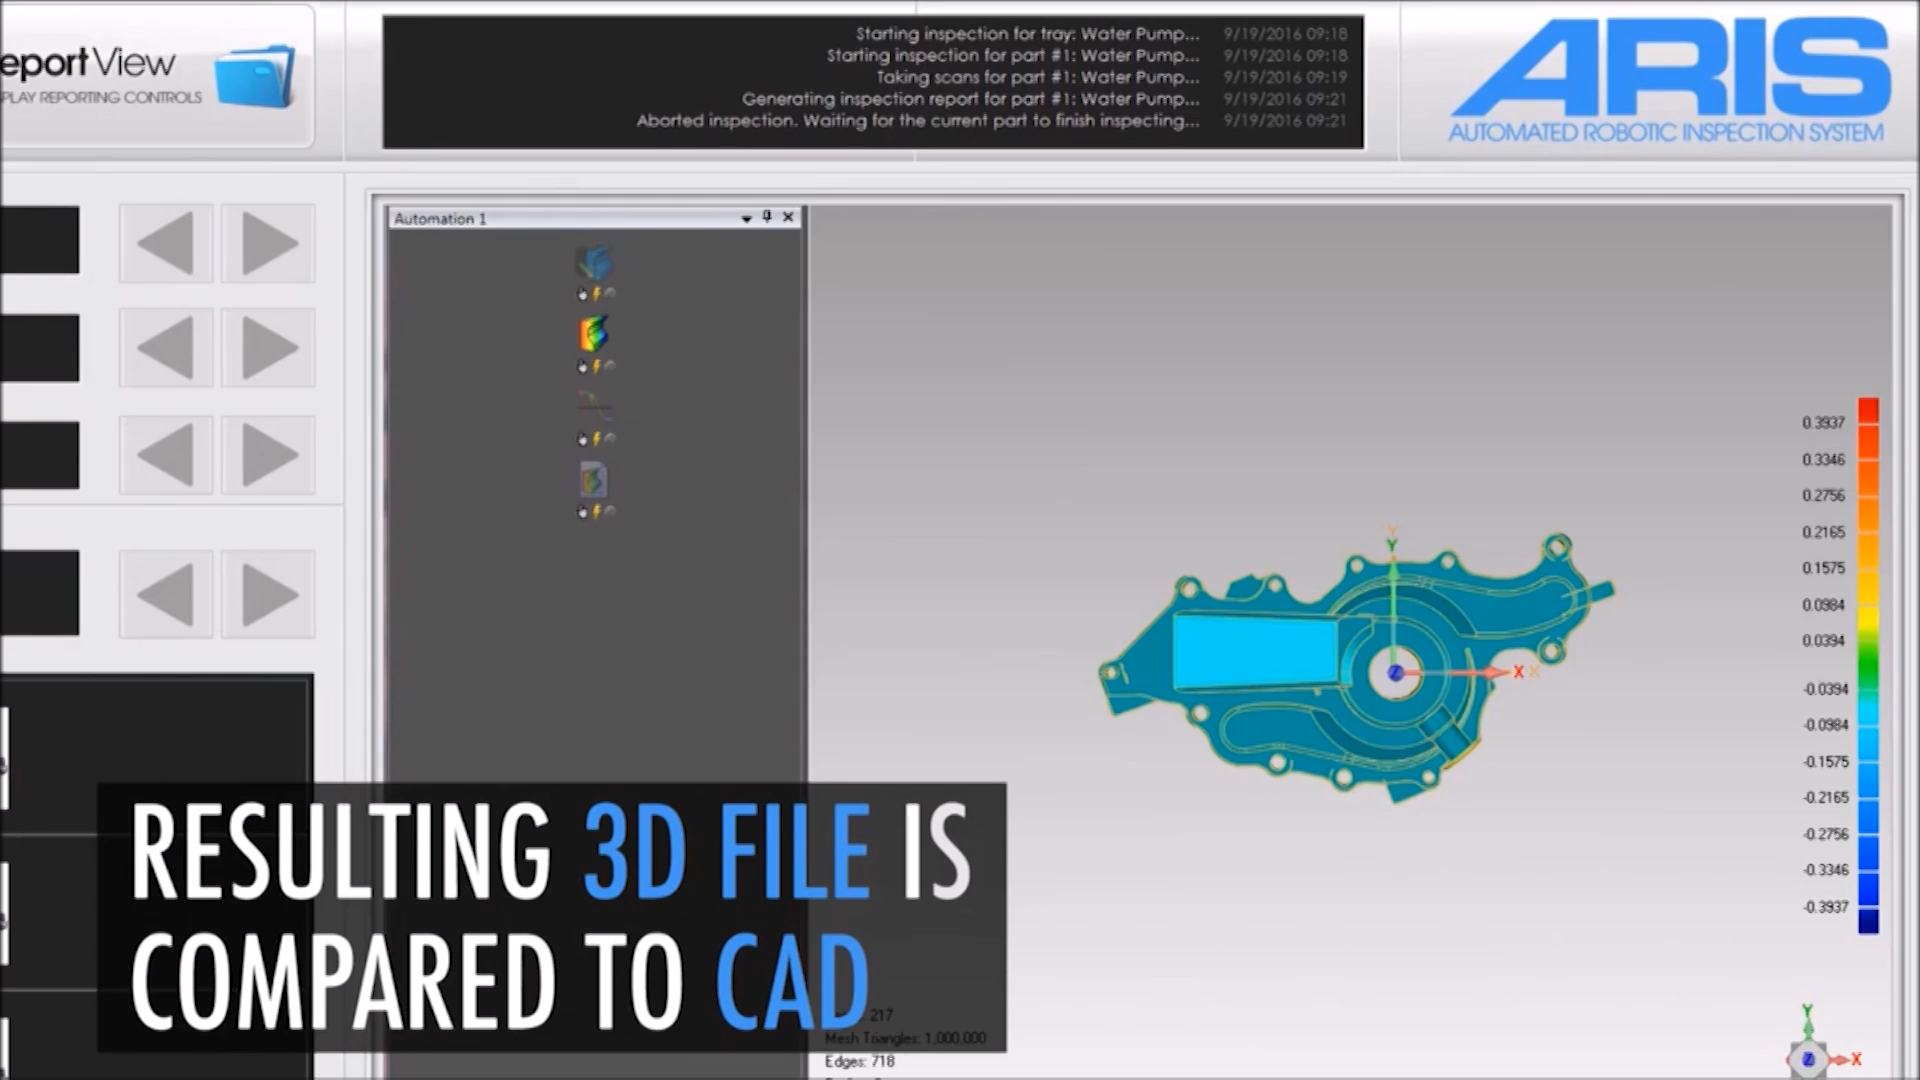 eportView
PLAY REPORTING CONTROLS
Starting inspection for tray: Water Pump... 9/19/2016 09:18
Starting inspection for part #1: Water Pump... 9/19/2016 09:18
Taking scans for part #1: Water Pump... 9/19/2016 09:19
Generating inspection report for part #1: Water Pump... 9/19/2016 09:21
Aborted inspection. Waiting for the current part to finish inspecting... 9/19/2016 09:21
ARIS
AUTOMATED ROBOTIC INSPECTION SYSTEM
Automation 1
0.3937
0.3346
0.2756
0.2165
0.1575
0.0984
0.0394
-0.0394
-0.0984
-0.1575
-0.2165
-0.2756
-0.3346
-0.3937
Y
Y
Z
X X
RESULTING 3D FILE IS
COMPARED TO CAD
217
Mesh Triangles: 1,000,000
Edges: 718
Y
Z
X